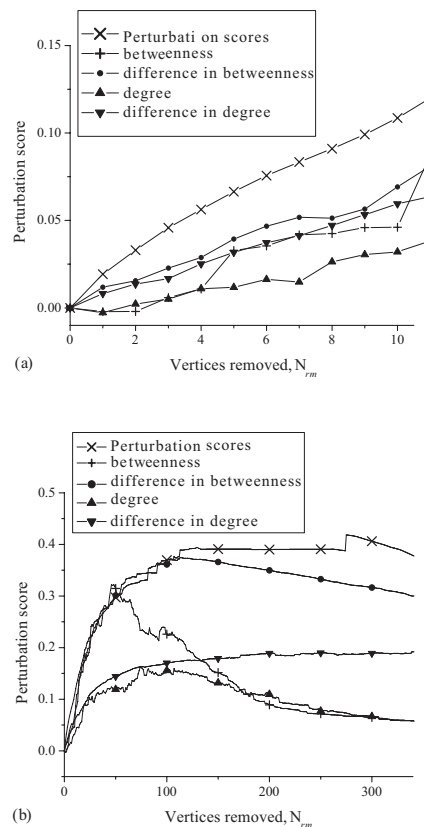 Perturbati on scores
betweenness
difference in betweenness
degree
difference in degree
0.15
0.10
0.05
0.00
Perturbation score
0 2 4 6 8 10
Vertices removed, Nrm
(a)
Perturbation scores
betweenness
difference in betweenness
degree
difference in degree
0.5
0.4
0.3
0.2
0.1
0.0
Perturbation score
0 100 200 300
Vertices removed, Nrm
(b)